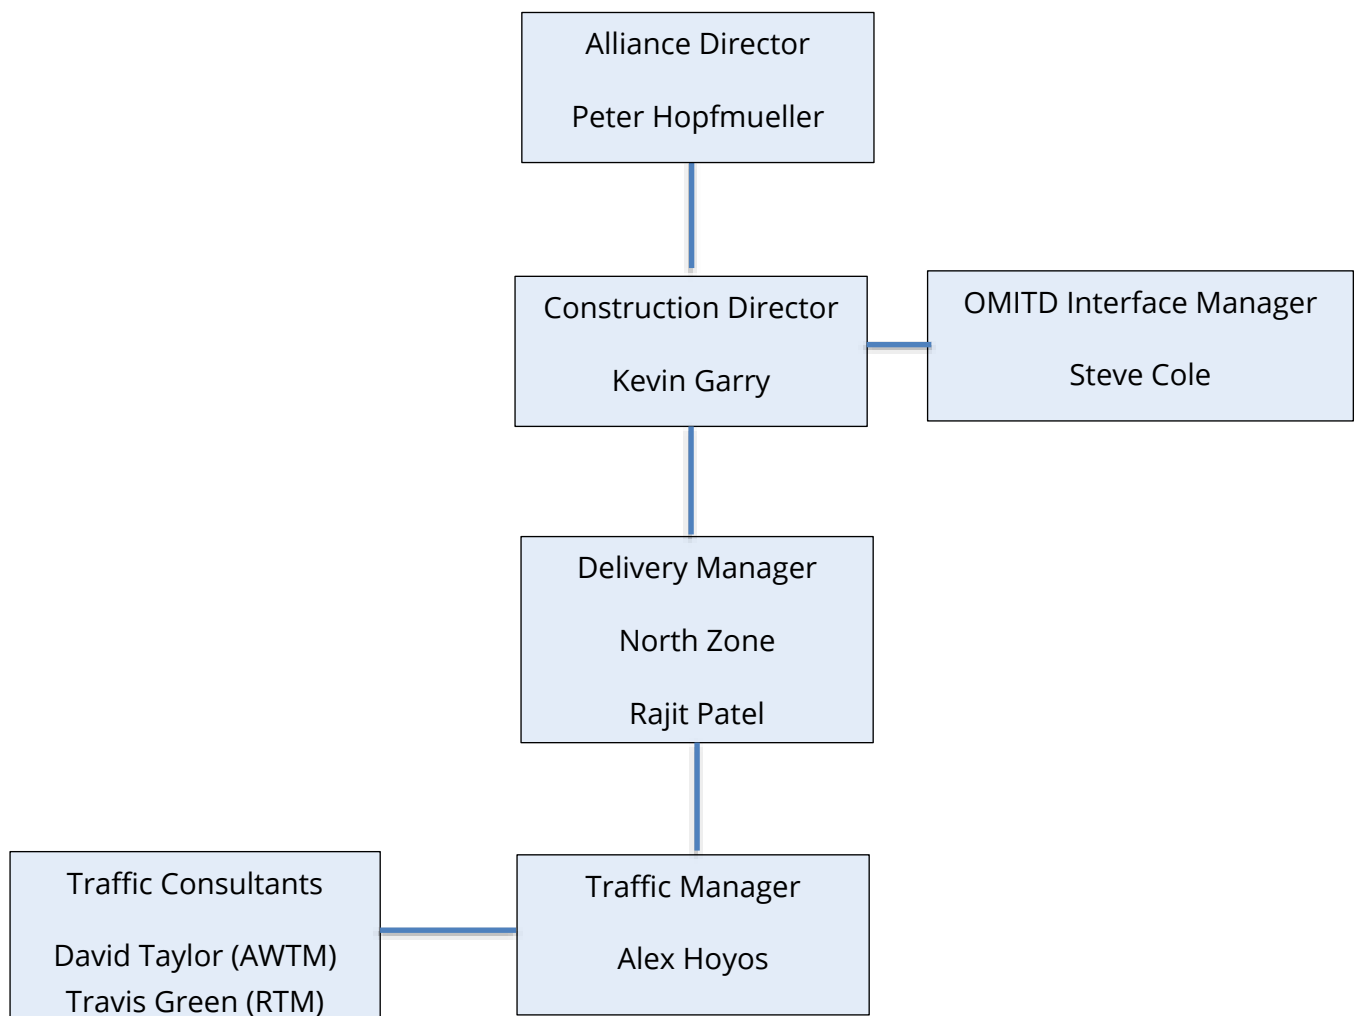 Alliance Director
Peter Hopfmueller
Construction Director
Kevin Garry
OMITD Interface Manager
Steve Cole
Delivery Manager
North Zone
Rajit Patel
Traffic Consultants
David Taylor (AWTM)
Travis Green (RTM)
Traffic Manager
Alex Hoyos